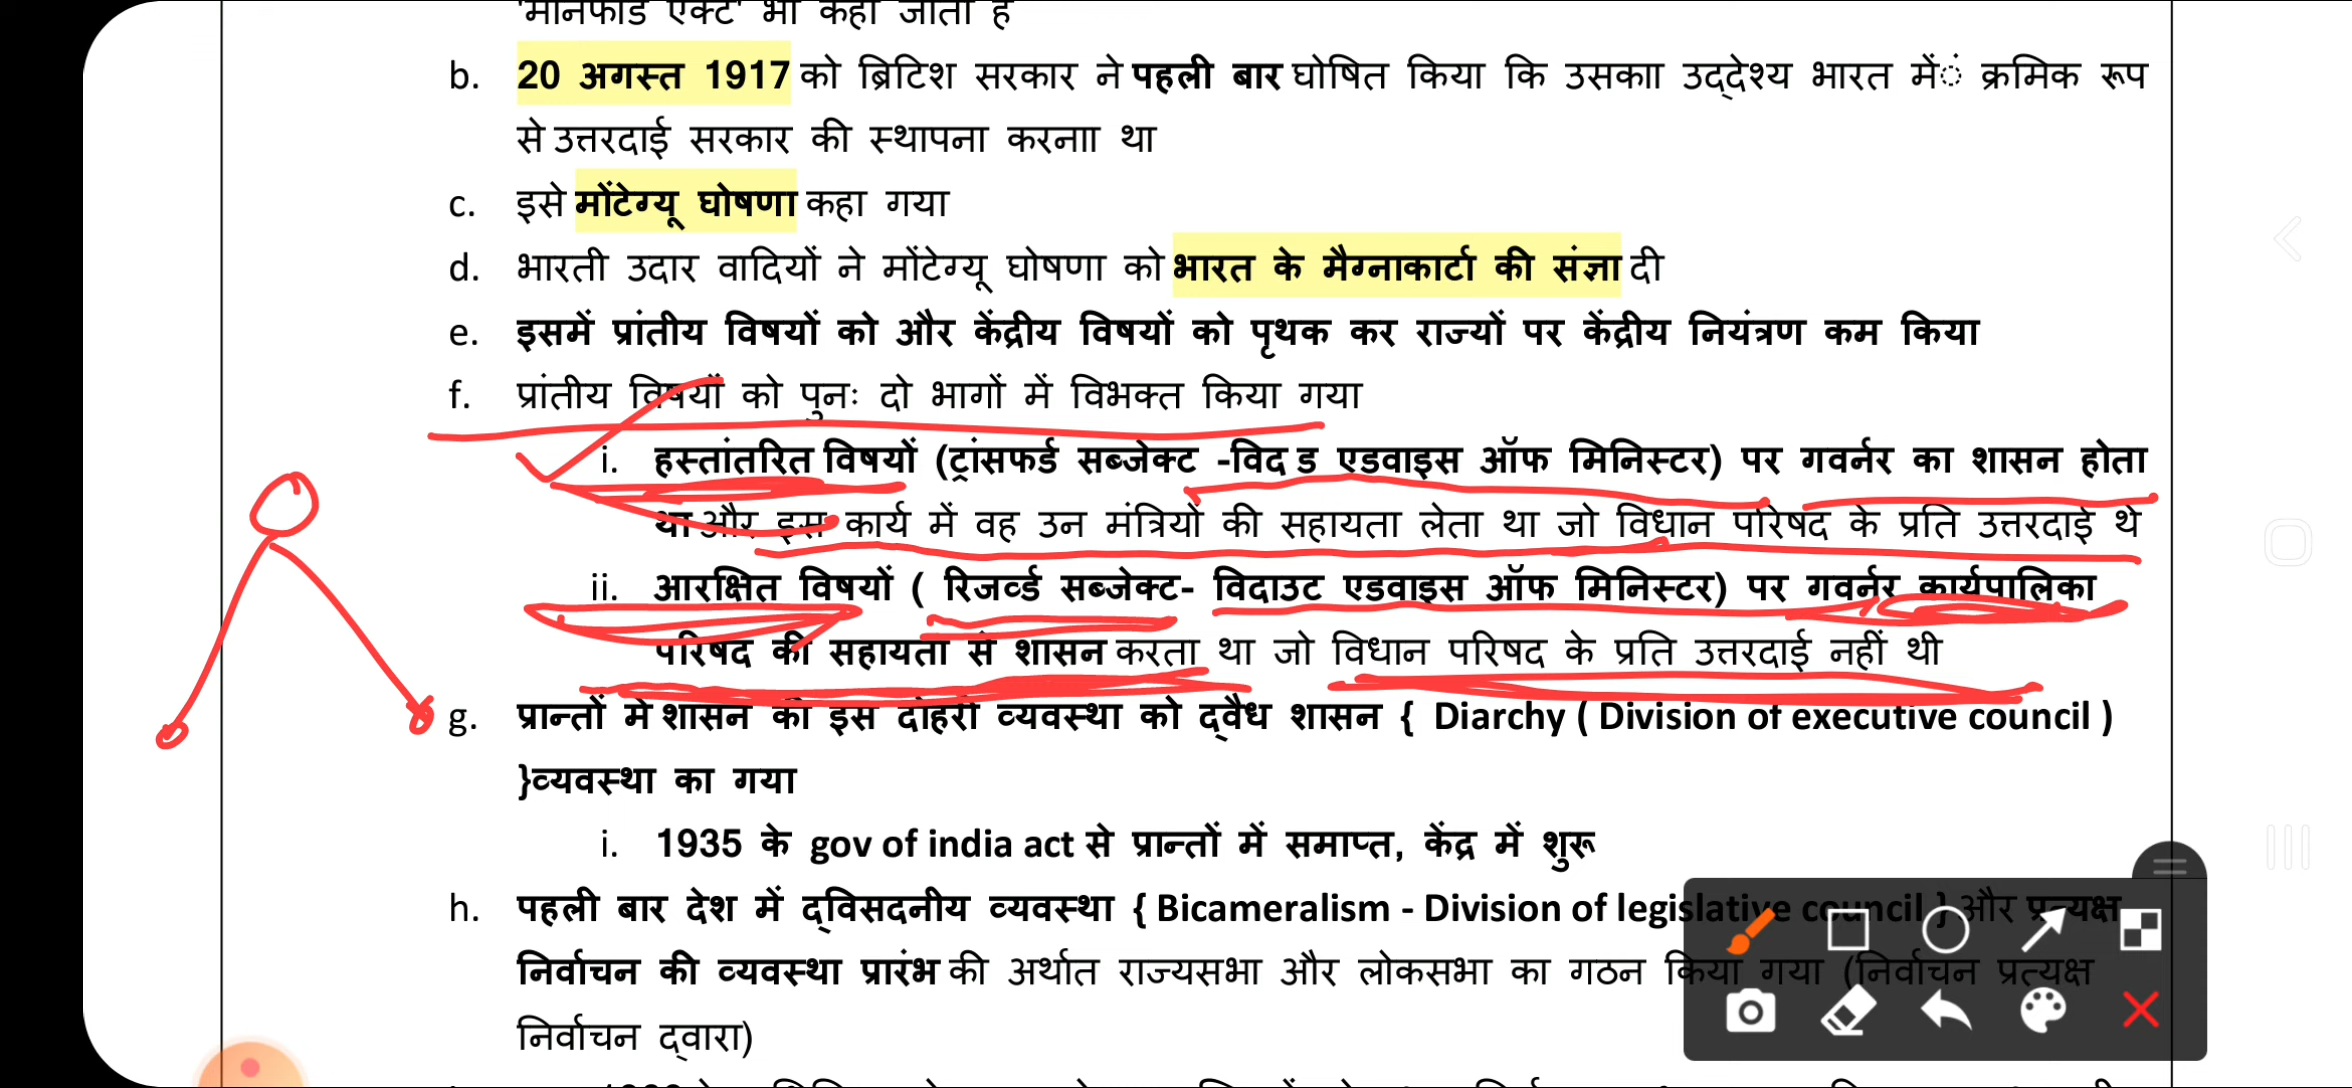 'मोनफोर्ड एक्ट' भी कहा जाता है
b. 20 अगस्त 1917 को ब्रिटिश सरकार ने पहली बार घोषित किया कि उसकाा उद्देश्य भारत मेंं क्रमिक रूप
से उत्तरदाई सरकार की स्थापना करनाा था
c. इसे मोंटेग्यू घोषणा कहा गया
d. भारती उदार वादियों ने मोंटेग्यू घोषणा को भारत के मैग्नाकार्टा की संज्ञा दी
e. इसमें प्रांतीय विषयों को और केंद्रीय विषयों को पृथक कर राज्यों पर केंद्रीय नियंत्रण कम किया
f. प्रांतीय विषयों को पुनः दो भागों में विभक्त किया गया
i. हस्तांतरित विषयों (ट्रांसफर्ड सब्जेक्ट -विद ड एडवाइस ऑफ मिनिस्टर) पर गवर्नर का शासन होता
था और इस कार्य में वह उन मंत्रियों की सहायता लेता था जो विधान परिषद के प्रति उत्तरदाई थे
ii. आरक्षित विषयों ( रिजर्व्ड सब्जेक्ट- विदाउट एडवाइस ऑफ मिनिस्टर) पर गवर्नर कार्यपालिका
परिषद की सहायता से शासन करता था जो विधान परिषद के प्रति उत्तरदाई नहीं थी
g. प्रान्तों मे शासन की इस दोहरी व्यवस्था को द्वैध शासन { Diarchy ( Division of executive council )
}व्यवस्था का गया
i. 1935 के gov of india act से प्रान्तों में समाप्त, केंद्र में शुरू
h. पहली बार देश में द्विसदनीय व्यवस्था { Bicameralism - Division of legislative council } और प्रत्यक्ष
निर्वाचन की व्यवस्था प्रारंभ की अर्थात राज्यसभा और लोकसभा का गठन किया गया (निर्वाचन प्रत्यक्ष
निर्वाचन द्वारा)